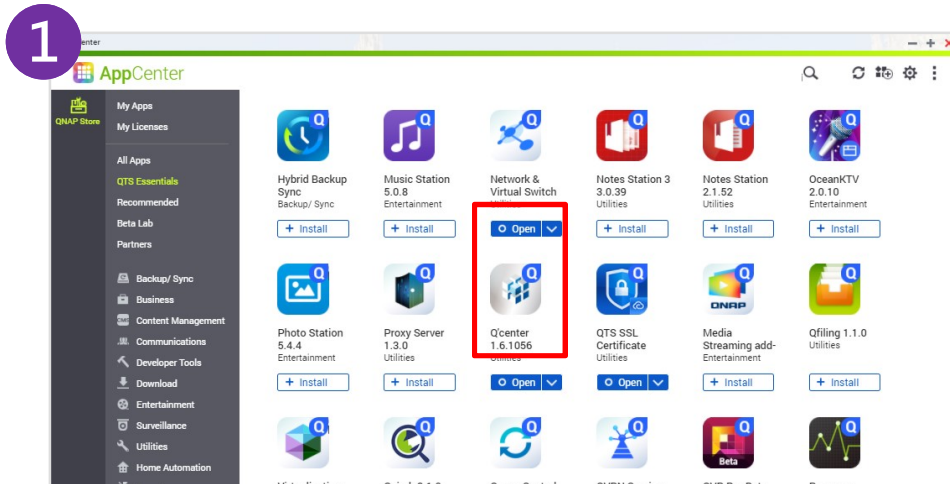 1
enter
AppCenter
QNAP Store
My Apps
My Licenses
All Apps
QTS Essentials
Recommended
Beta Lab
Partners
Backup/ Sync
Business
Content Management
Communications
Developer Tools
Download
Entertainment
Surveillance
Utilities
Home Automation
Hybrid Backup
Sync
Backup/ Sync
+ Install
Music Station
5.0.8
Entertainment
+ Install
Network &
Virtual Switch
Utilities
Open
Notes Station 3
3.0.39
Utilities
+ Install
Notes Station
2.1.52
Utilities
+ Install
OceanKTV
2.0.10
Entertainment
+ Install
Photo Station
5.4.4
Entertainment
+ Install
Proxy Server
1.3.0
Utilities
+ Install
Q'center
1.6.1056
Utilities
Open
QTS SSL
Certificate
Utilities
Open
QNAP
Media
Streaming add-
Entertainment
+ Install
Qfiling 1.1.0
Utilities
+ Install
Beta